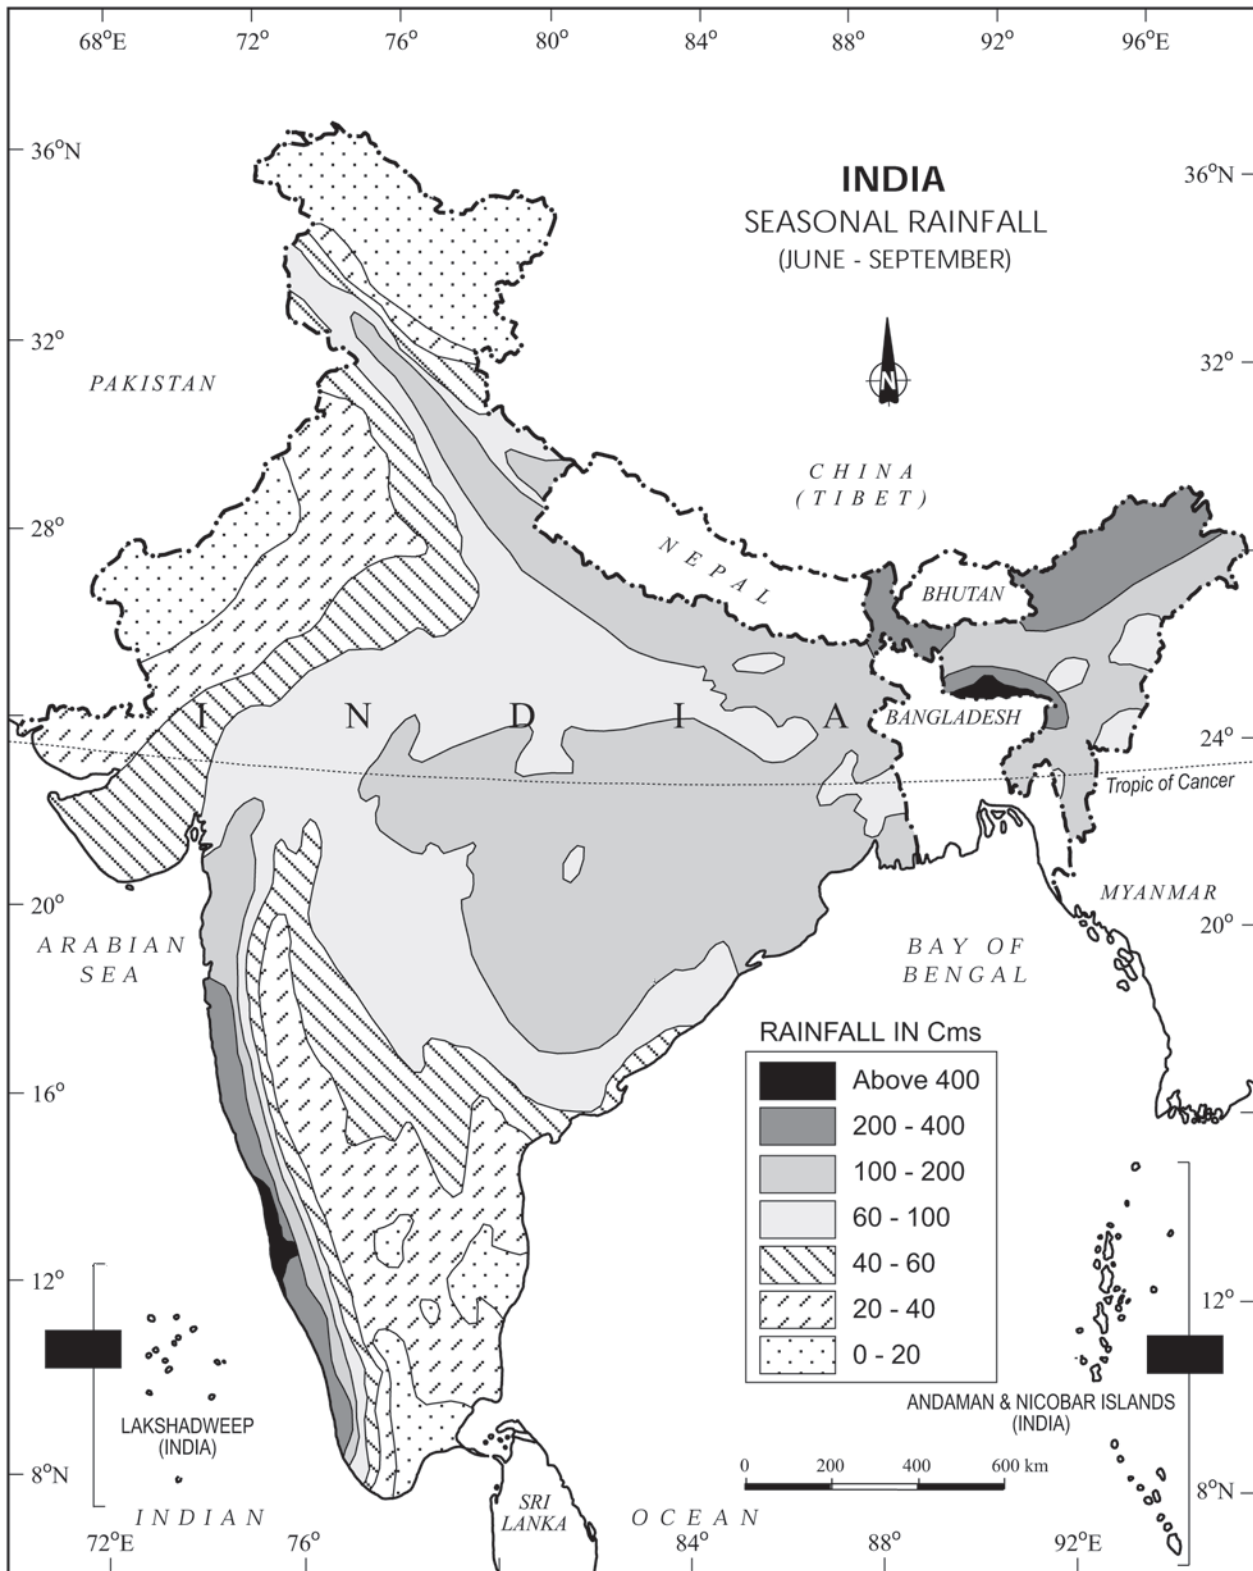 68°E 72° 76° 80° 84° 88° 92° 96°E
36°N
36°N
INDIA
SEASONAL RAINFALL
(JUNE - SEPTEMBER)
32°
32°
N
PAKISTAN
CHINA
(TIBET)
28°
NEPAL
BHUTAN
I N D I A
BANGLADESH
24°
Tropic of Cancer
20°
20°
MYANMAR
ARABIAN
SEA
BAY OF
BENGAL
RAINFALL IN Cms
Above 400
200 - 400
100 - 200
60 - 100
40 - 60
20 - 40
0 - 20
16°
12°
12°
LAKSHADWEEP
(INDIA)
ANDAMAN & NICOBAR ISLANDS
(INDIA)
0 200 400 600 km
8°N
8°N
SRI
LANKA
INDIAN OCEAN
72°E 76° 84° 88° 92°E